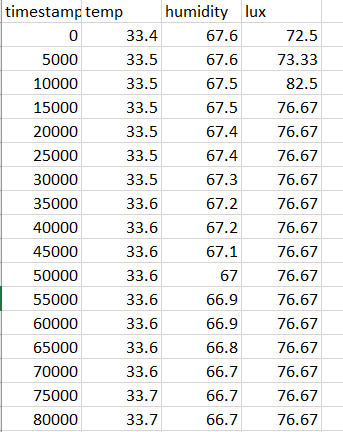 timestamp temp humidity lux
0 33.4 67.6 72.5
5000 33.5 67.6 73.33
10000 33.5 67.5 82.5
15000 33.5 67.5 76.67
20000 33.5 67.4 76.67
25000 33.5 67.4 76.67
30000 33.5 67.3 76.67
35000 33.6 67.2 76.67
40000 33.6 67.2 76.67
45000 33.6 67.1 76.67
50000 33.6 67 76.67
55000 33.6 66.9 76.67
60000 33.6 66.9 76.67
65000 33.6 66.8 76.67
70000 33.6 66.7 76.67
75000 33.7 66.7 76.67
80000 33.7 66.7 76.67